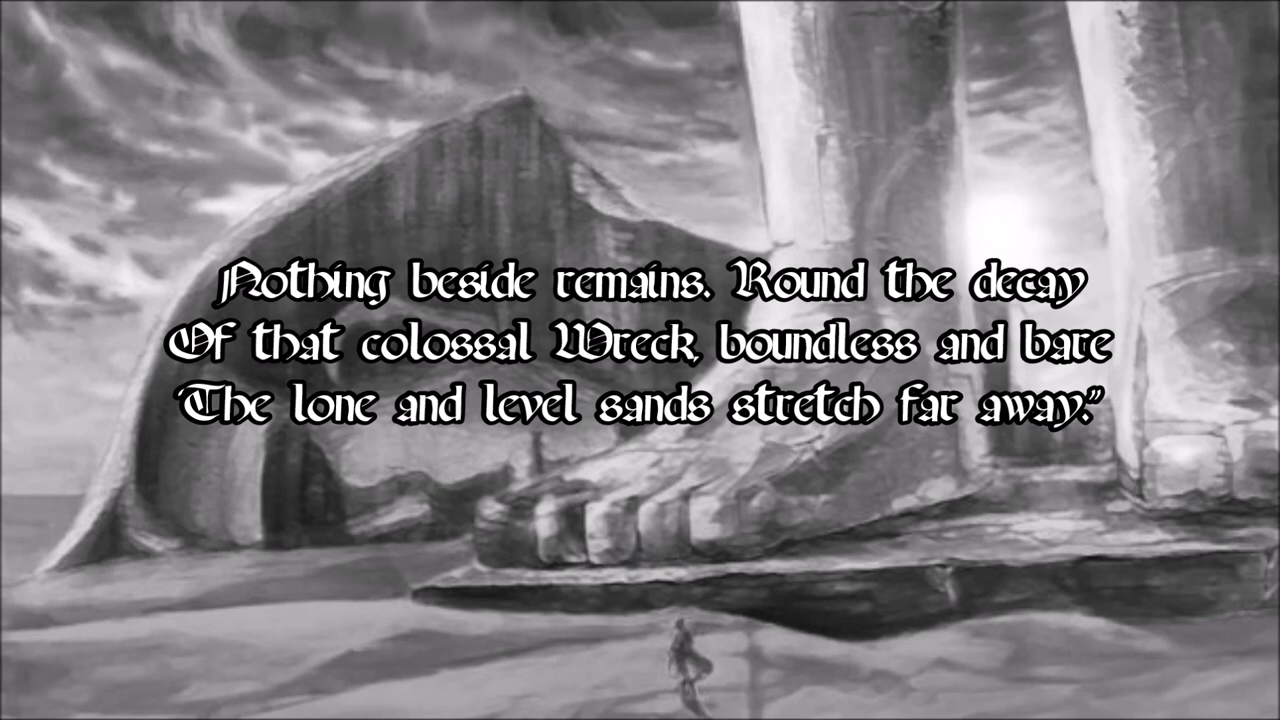 Nothing beside remains. Round the decay
Of that colossal Wreck, boundless and bare
The lone and level sands stretch far away."